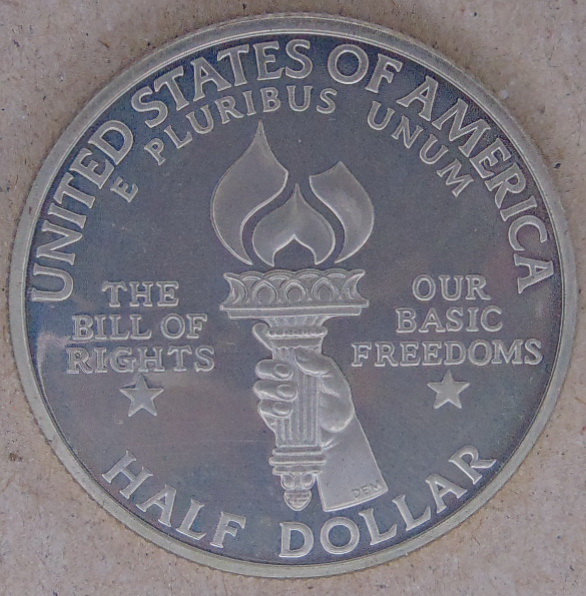 UNITED STATES OF AMERICA
E PLURIBUS UNUM
THE
BILL OF
RIGHTS
OUR
BASIC
FREEDOMS
DEM
HALF DOLLAR